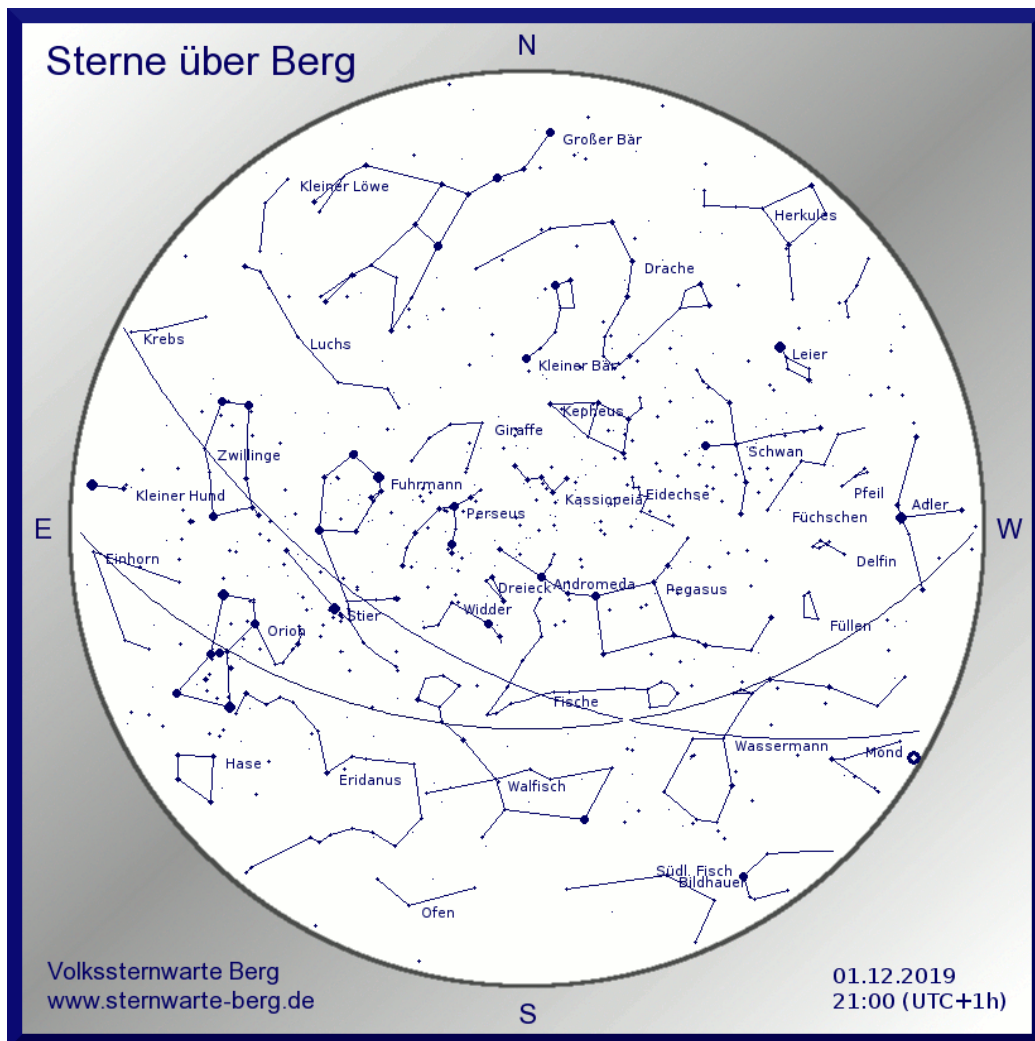 N
Sterne über Berg
Großer Bär
Kleiner Löwe
Herkules
Drache
Krebs
Luchs
Leier
Kleiner Bär
Kepheus
Giraffe
Schwan
Zwillinge
Fuhrmann
Kleiner Hund
Kassiopeia
Eidechse
Pfeil
Perseus
Füchschen
Adler
E
W
Einhorn
Delfin
Dreieck
Andromeda
Pegasus
Widder
Stier
Orion
Füllen
Fische
Wassermann
Mond
Hase
Eridanus
Walfisch
Südl. Fisch
Bildhauer
Ofen
Volkssternwarte Berg
www.sternwarte-berg.de
01.12.2019
21:00 (UTC+1h)
S